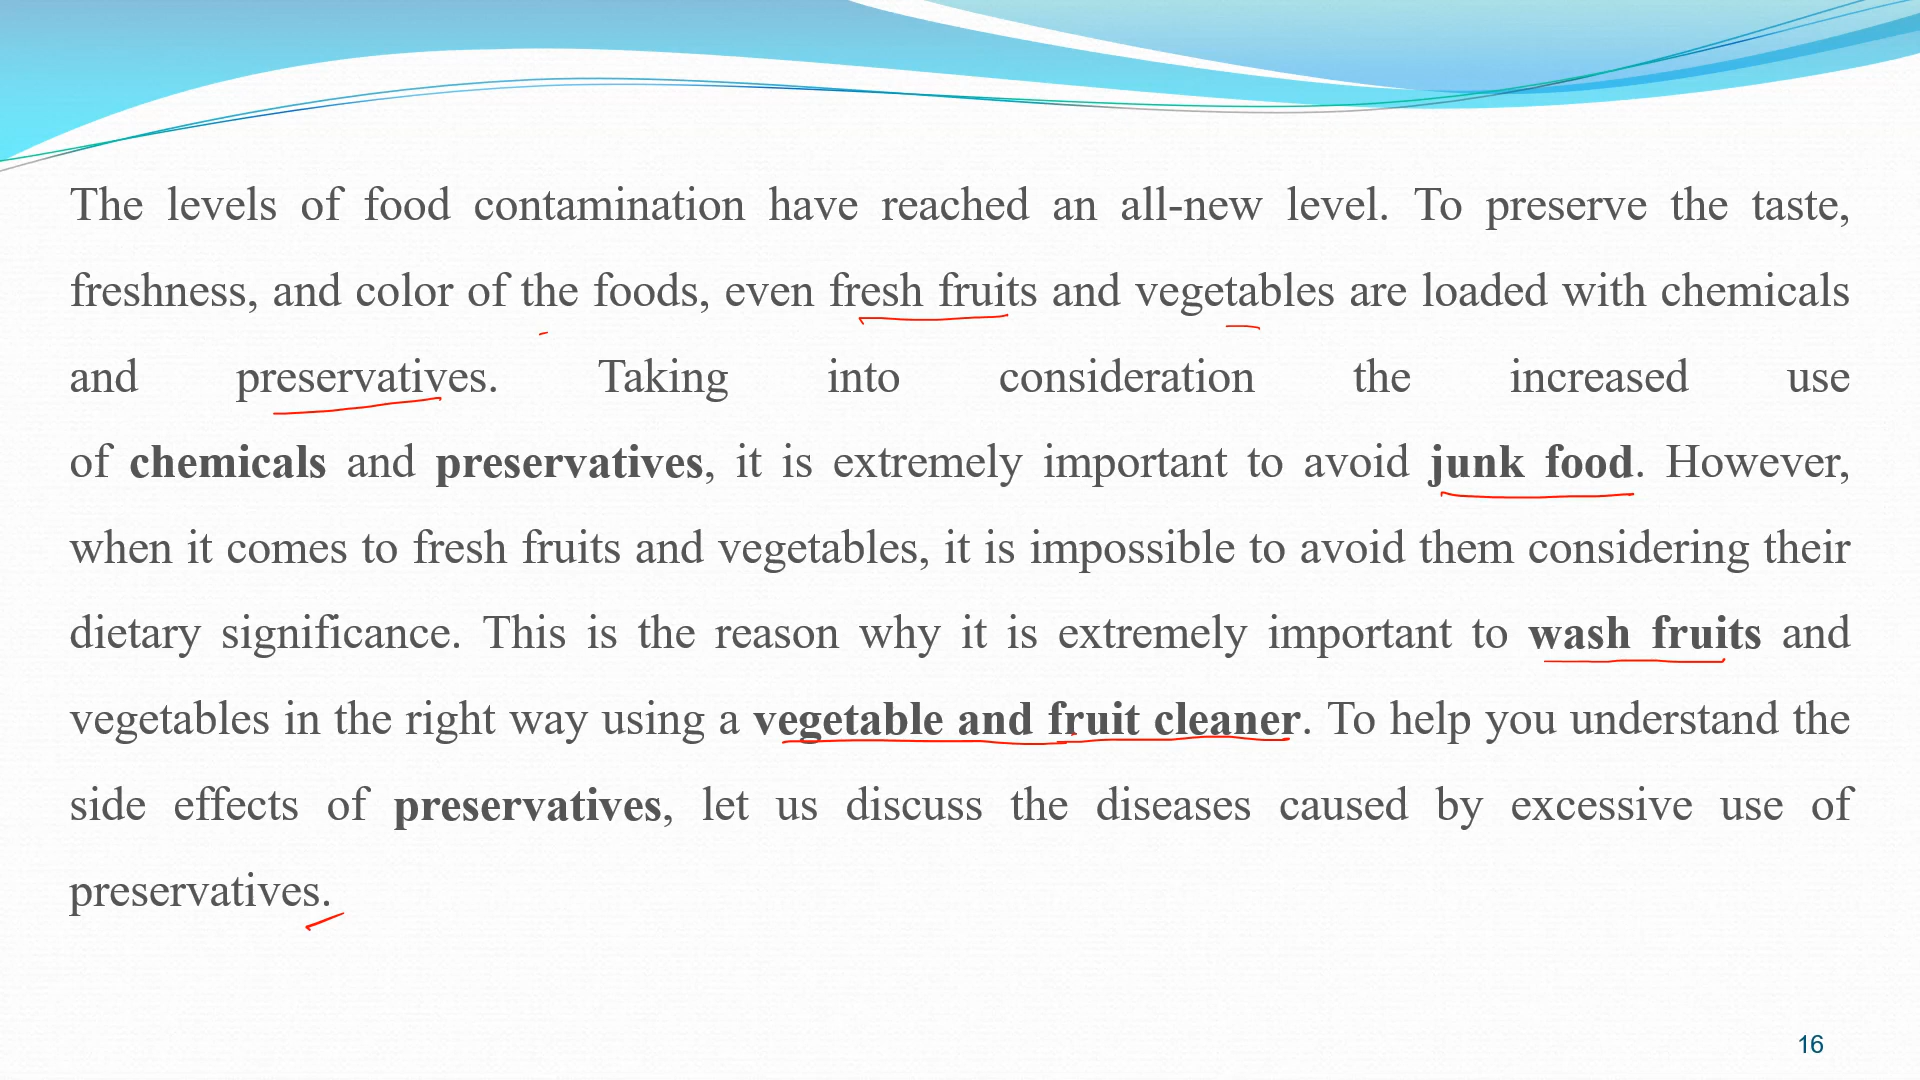 The levels of food contamination have reached an all-new level. To preserve the taste,
freshness, and color of the foods, even fresh fruits and vegetables are loaded with chemicals
and preservatives. Taking into consideration the increased use
of chemicals and preservatives, it is extremely important to avoid junk food. However,
when it comes to fresh fruits and vegetables, it is impossible to avoid them considering their
dietary significance. This is the reason why it is extremely important to wash fruits and
vegetables in the right way using a vegetable and fruit cleaner. To help you understand the
side effects of preservatives, let us discuss the diseases caused by excessive use of
preservatives.
16